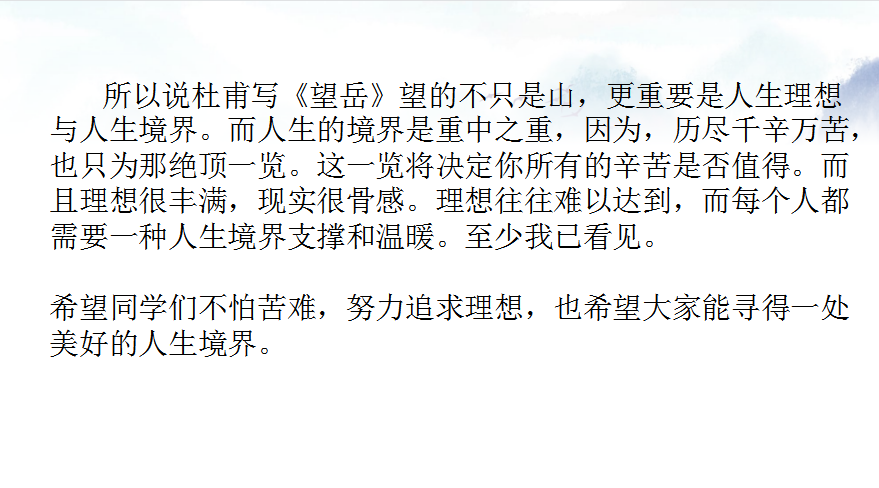 所以说杜甫写《望岳》望的不只是山，更重要是人生理想
与人生境界。而人生的境界是重中之重，因为，历尽千辛万苦，
也只为那绝顶一览。这一览将决定你所有的辛苦是否值得。而
且理想很丰满，现实很骨感。理想往往难以达到，而每个人都
需要一种人生境界支撑和温暖。至少我已看见。
希望同学们不怕苦难，努力追求理想，也希望大家能寻得一处
美好的人生境界。